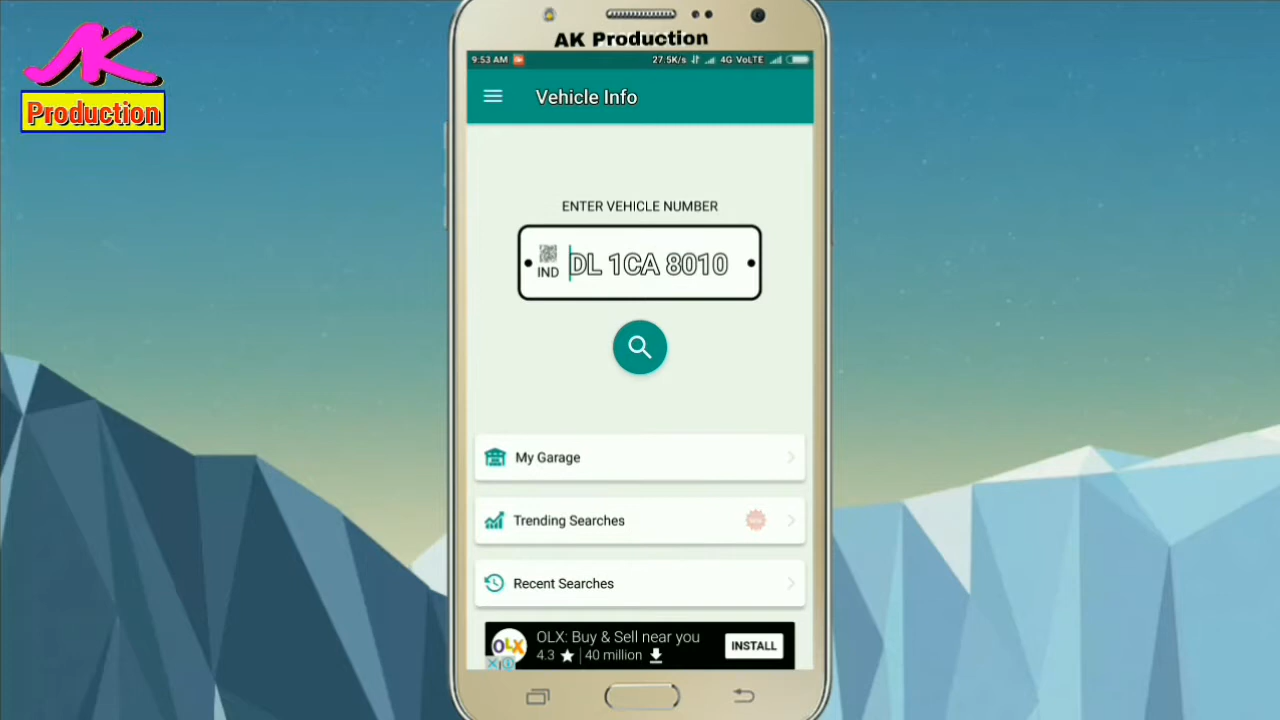 AK
Production
AK Production
9:53 AM 27.5K/s 4G VoLTE
Vehicle Info
ENTER VEHICLE NUMBER
IND DL 1CA 8010
My Garage
Trending Searches
Recent Searches
OLX OLX: Buy & Sell near you
4.3 ★ | 40 million
INSTALL